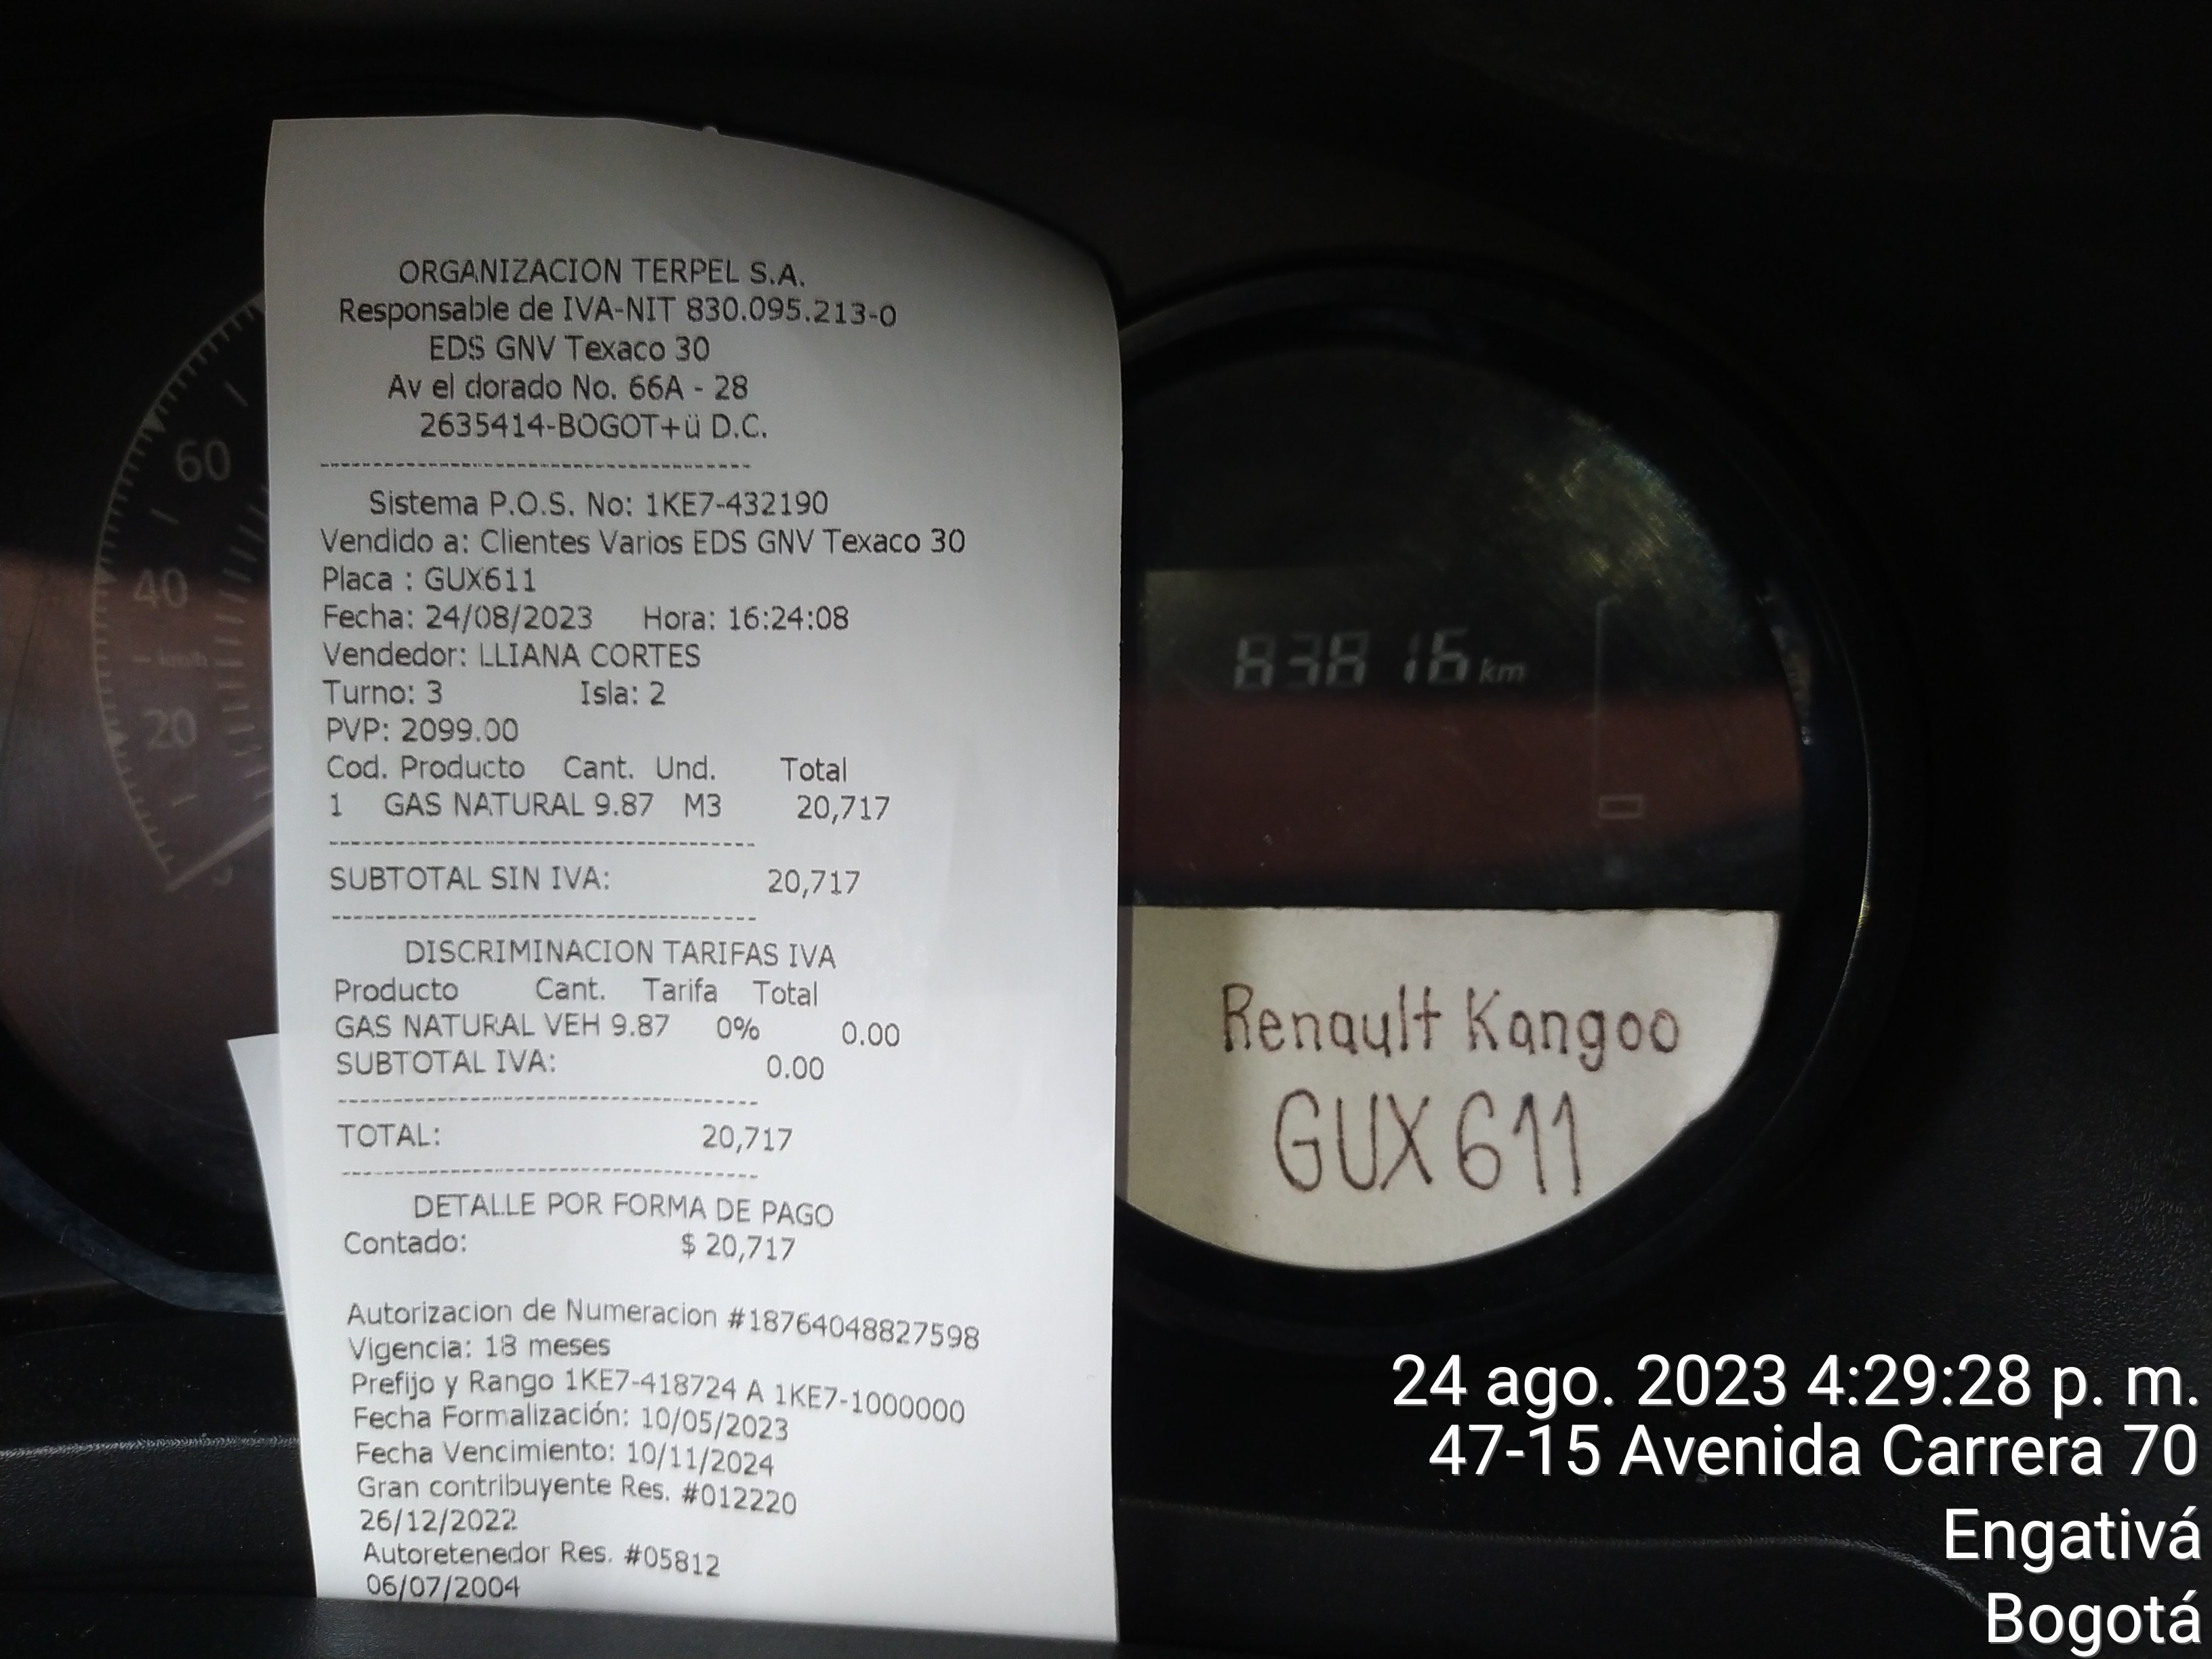 ORGANIZACION TERPEL S.A.
Responsable de IVA-NIT 830.095.213-0
EDS GNV Texaco 30
Av el dorado No. 66A - 28
2635414-BOGOT+ü D.C.
---------------------------------------
Sistema P.O.S. No: 1KE7-432190
Vendido a: Clientes Varios EDS GNV Texaco 30
Placa : GUX611
Fecha: 24/08/2023 Hora: 16:24:08
Vendedor: LLIANA CORTES
Turno: 3 Isla: 2
PVP: 2099.00
Cod. Producto Cant. Und. Total
1 GAS NATURAL 9.87 M3 20,717
---------------------------------------
SUBTOTAL SIN IVA: 20,717
---------------------------------------
DISCRIMINACION TARIFAS IVA
Producto Cant. Tarifa Total
GAS NATURAL VEH 9.87 0% 0.00
SUBTOTAL IVA: 0.00
---------------------------------------
TOTAL: 20,717
---------------------------------------
DETALLE POR FORMA DE PAGO
Contado: $ 20,717
Autorizacion de Numeracion #18764048827598
Vigencia: 18 meses
Prefijo y Rango 1KE7-418724 A 1KE7-1000000
Fecha Formalización: 10/05/2023
Fecha Vencimiento: 10/11/2024
Gran contribuyente Res. #012220
26/12/2022
Autoretenedor Res. #05812
06/07/2004
60
40
km/h
20
km
Renault Kangoo
GUX 611
24 ago. 2023 4:29:28 p. m.
47-15 Avenida Carrera 70
Engativá
Bogotá